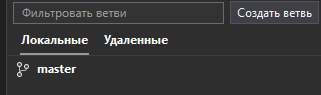 Фильтровать ветви
Создать ветвь
Локальные Удаленные
master